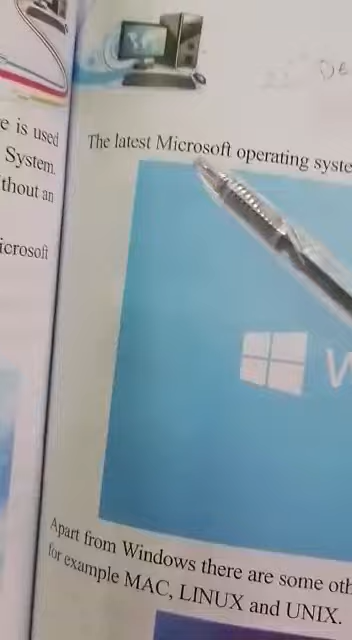 e is used
System.
thout an
icrosoft
De
The latest Microsoft operating syste
W
Apart from Windows there are some oth
for example MAC, LINUX and UNIX.